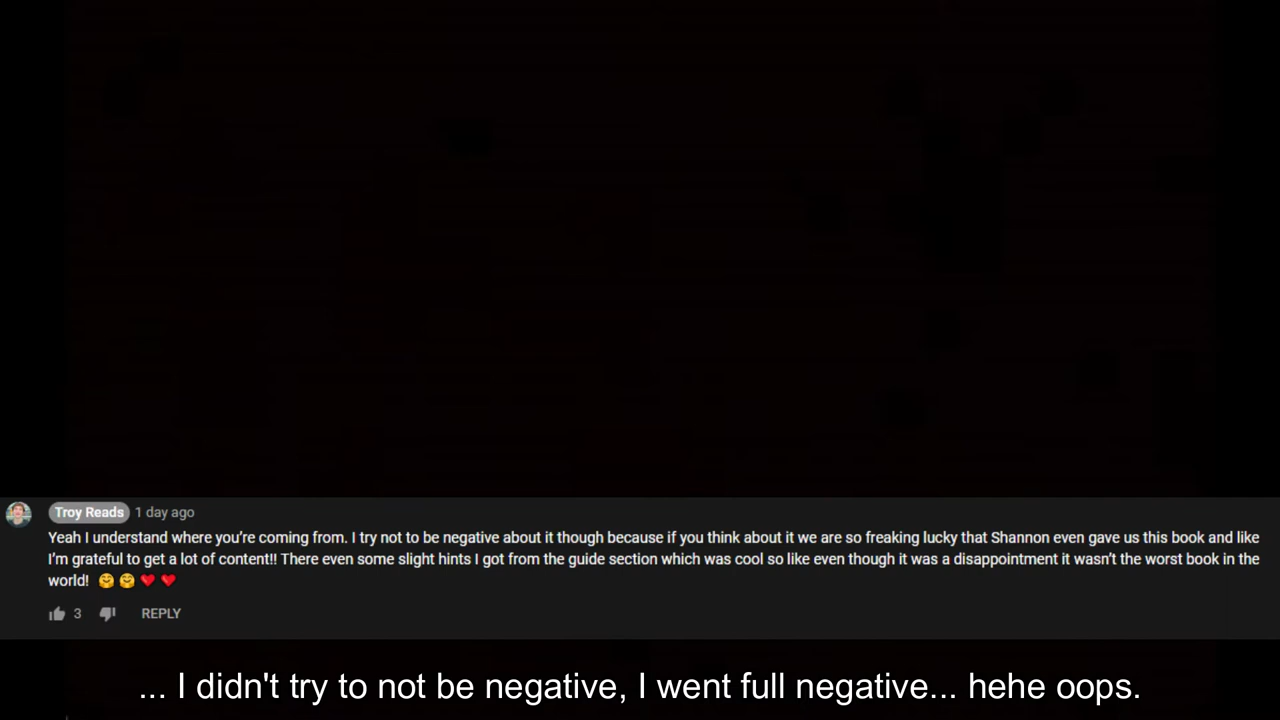 Troy Reads 1 day ago
Yeah I understand where you're coming from. I try not to be negative about it though because if you think about it we are so freaking lucky that Shannon even gave us this book and like
I'm grateful to get a lot of content!! There even some slight hints I got from the guide section which was cool so like even though it was a disappointment it wasn't the worst book in the
world! 🤗 🤗 ❤️ ❤️
3 REPLY
... I didn't try to not be negative, I went full negative... hehe oops.